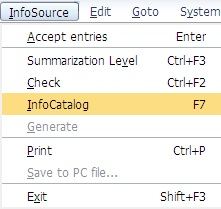 InfoSource Edit Goto System
Accept entries Enter
Summarization Level Ctrl+F3
Check Ctrl+F2
InfoCatalog F7
Generate
Print Ctrl+P
Save to PC file...
Exit Shift+F3